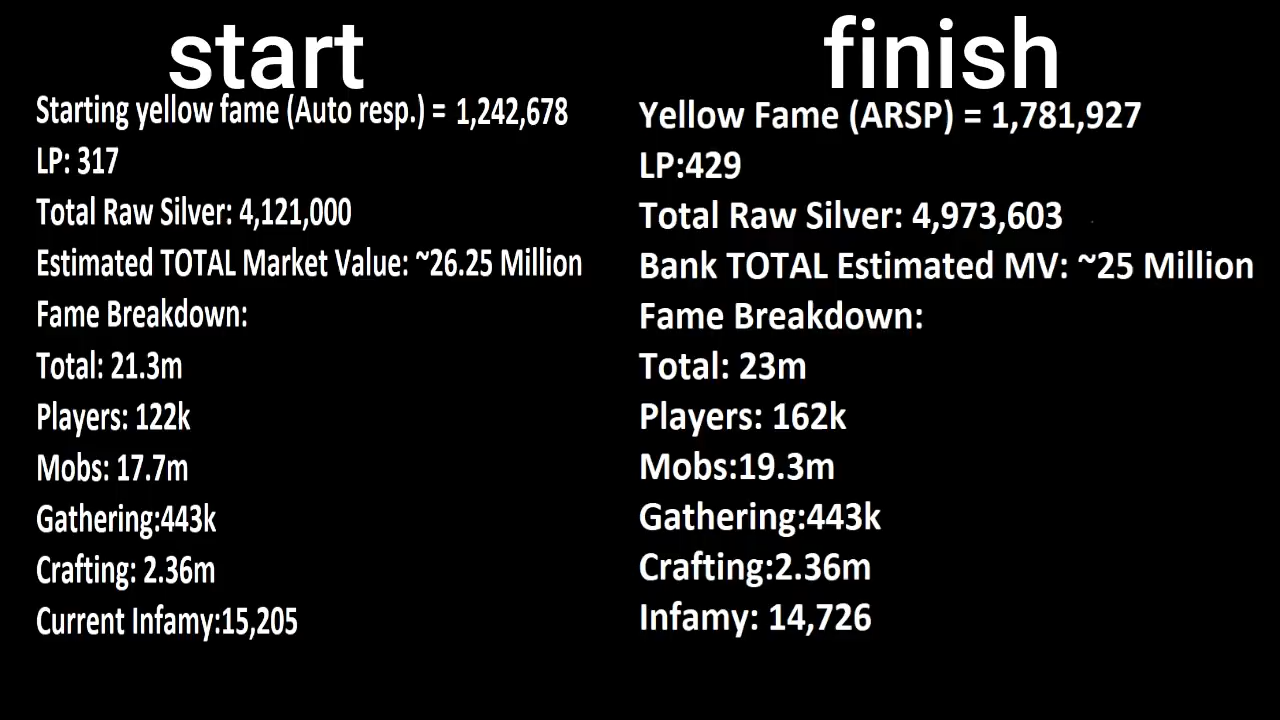 start
Starting yellow fame (Auto resp.) = 1,242,678
LP: 317
Total Raw Silver: 4,121,000
Estimated TOTAL Market Value: ~26.25 Million
Fame Breakdown:
Total: 21.3m
Players: 122k
Mobs: 17.7m
Gathering:443k
Crafting: 2.36m
Current Infamy:15,205
finish
Yellow Fame (ARSP) = 1,781,927
LP:429
Total Raw Silver: 4,973,603
Bank TOTAL Estimated MV: ~25 Million
Fame Breakdown:
Total: 23m
Players: 162k
Mobs:19.3m
Gathering:443k
Crafting:2.36m
Infamy: 14,726